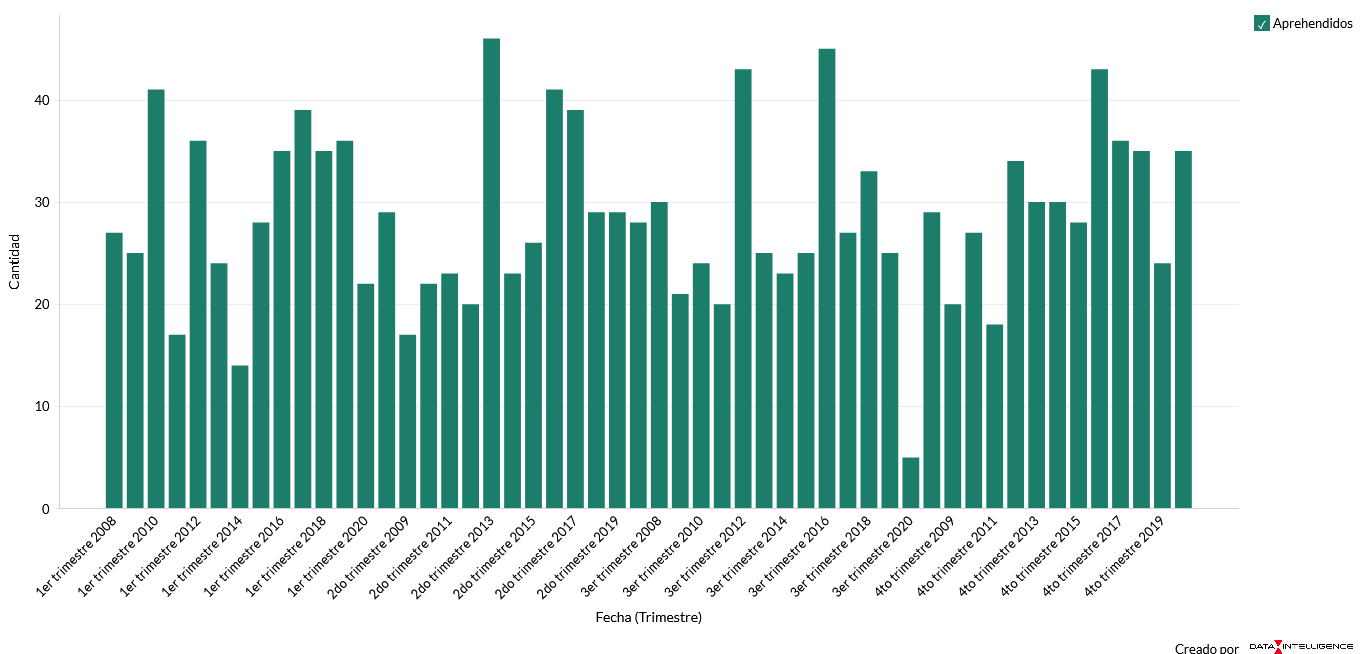 Aprehendidos
40
30
20
10
0
Cantidad
1er trimestre 2008
1er trimestre 2010
1er trimestre 2012
1er trimestre 2014
1er trimestre 2016
1er trimestre 2018
1er trimestre 2020
2do trimestre 2009
2do trimestre 2011
2do trimestre 2013
2do trimestre 2015
2do trimestre 2017
2do trimestre 2019
3er trimestre 2008
3er trimestre 2010
3er trimestre 2012
3er trimestre 2014
3er trimestre 2016
3er trimestre 2018
3er trimestre 2020
4to trimestre 2009
4to trimestre 2011
4to trimestre 2013
4to trimestre 2015
4to trimestre 2017
4to trimestre 2019
Fecha (Trimestre)
Creado por DATA INTELLIGENCE